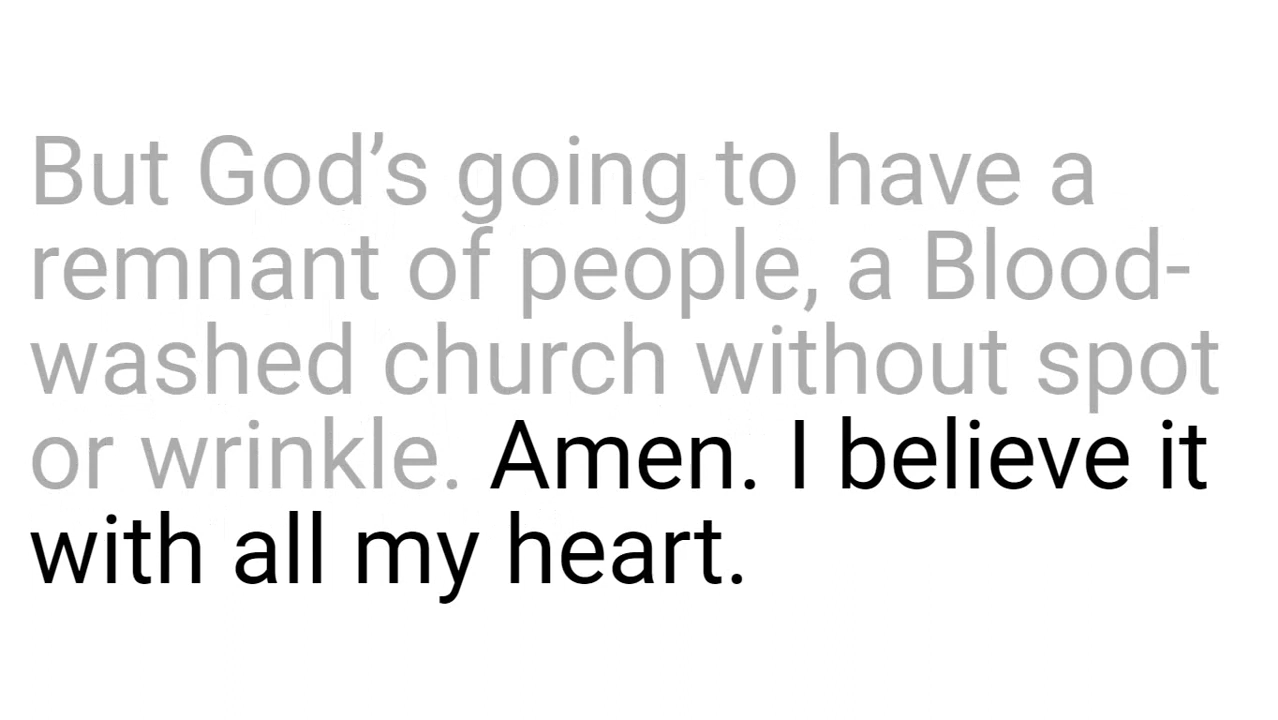 But God’s going to have a
remnant of people, a Blood-
washed church without spot
or wrinkle. Amen. I believe it
with all my heart.